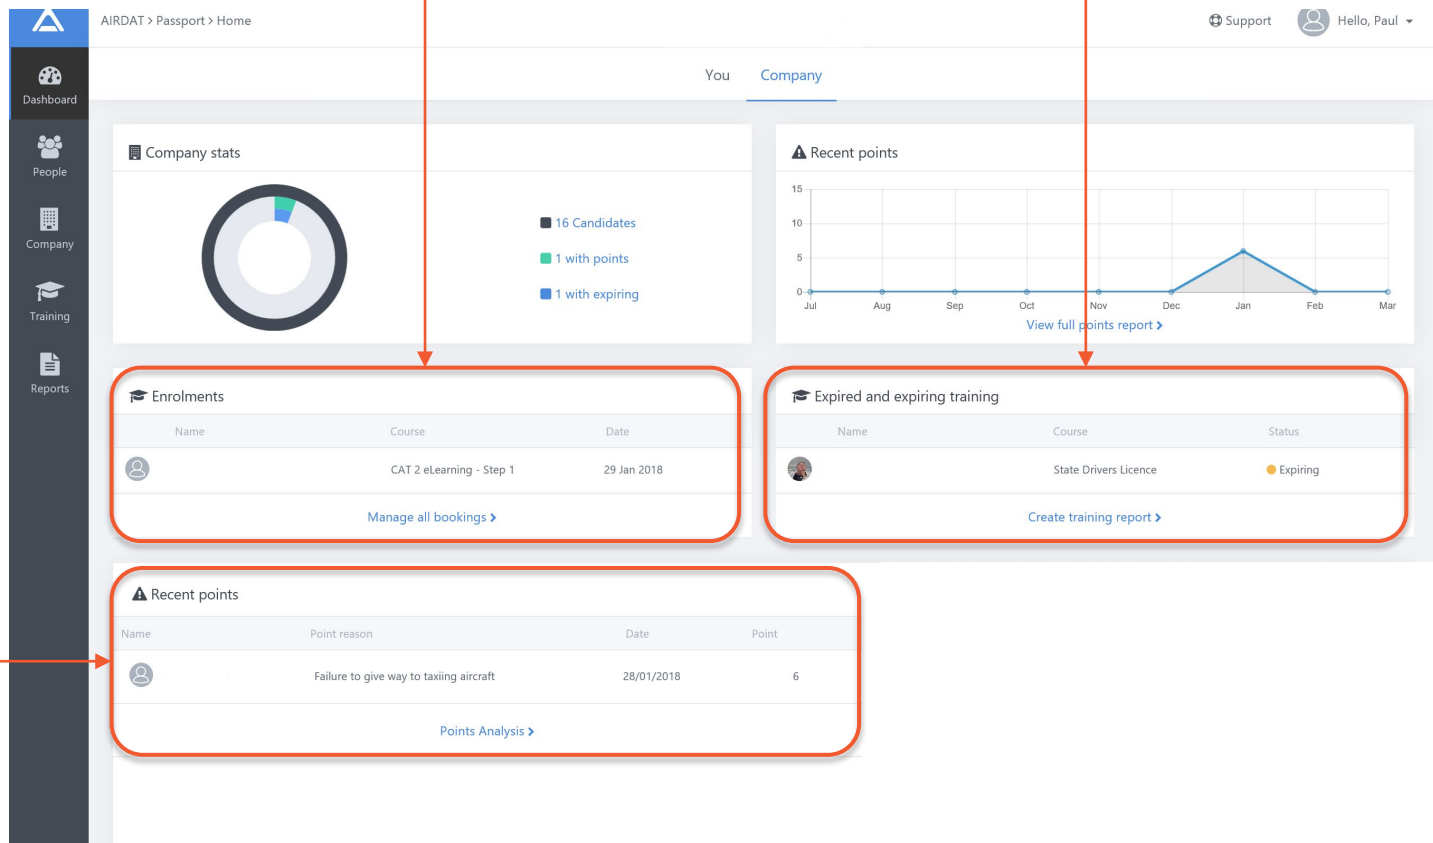 AIRDAT > Passport > Home
Support
Hello, Paul
You Company
Dashboard
People
Company
Training
Reports
Company stats
16 Candidates
1 with points
1 with expiring
Recent points
15
10
5
0
Jul Aug Sep Oct Nov Dec Jan Feb Mar
View full points report >
Enrolments
Name Course Date
CAT 2 eLearning - Step 1 29 Jan 2018
Manage all bookings >
Expired and expiring training
Name Course Status
State Drivers Licence Expiring
Create training report >
Recent points
Name Point reason Date Point
Failure to give way to taxiing aircraft 28/01/2018 6
Points Analysis >